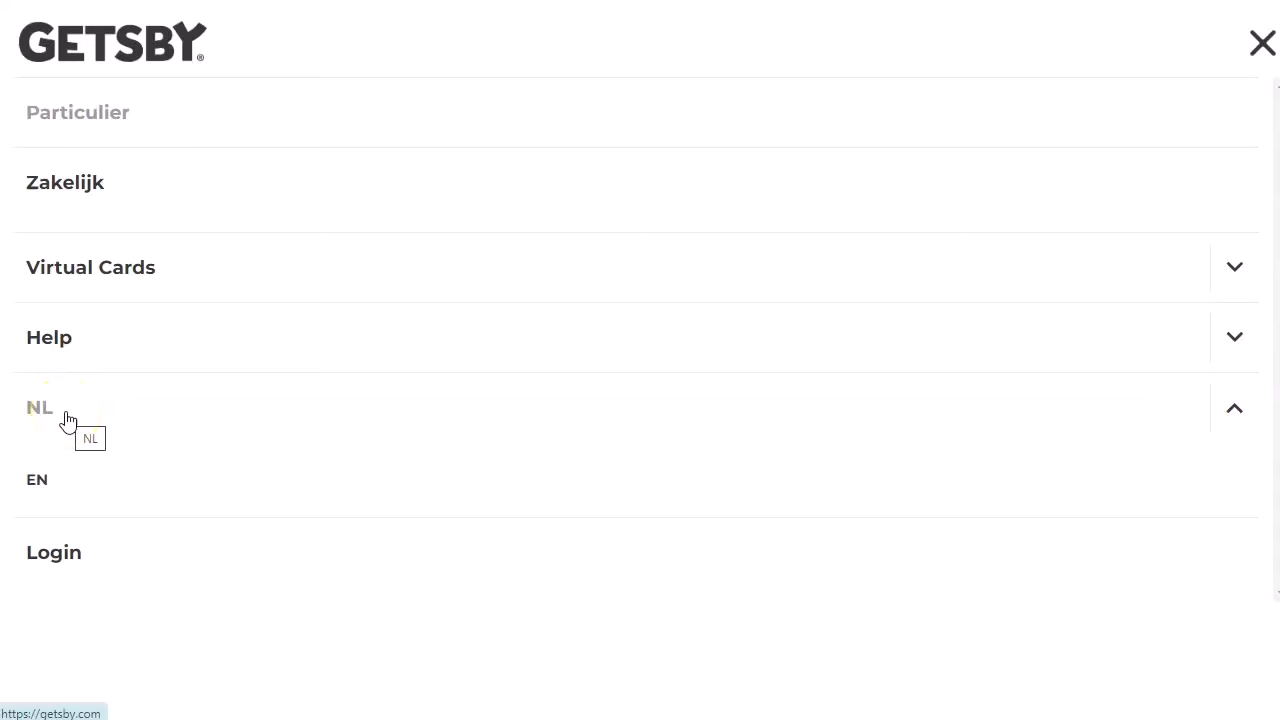 GETSBY®
Particulier
Zakelijk
Virtual Cards
Help
NL
NL
EN
Login
https://getsby.com